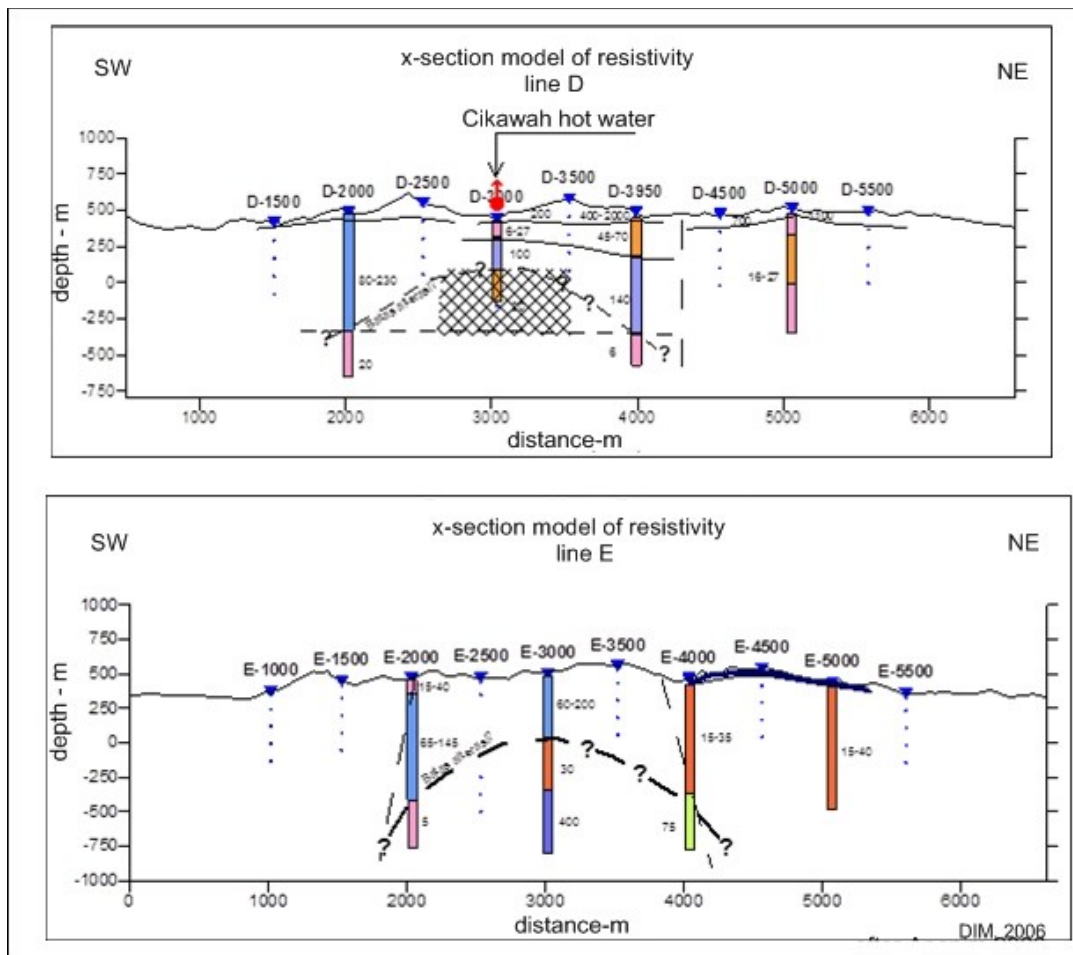 x-section model of resistivity
line D
SW
NE
Cikawah hot water
1000
750
500
250
0
-250
-500
-750
depth - m
D-1500
D-2000
D-2500
D-3000
D-3500
D-3950
D-4500
D-5000
D-5500
200
400-2000
700
6-27
45-70
100
80-230
16-27
140
?
?
?
?
?
?
20
6
1000
2000
3000
4000
5000
6000
distance-m
x-section model of resistivity
line E
SW
NE
1000
750
500
250
0
-250
-500
-750
-1000
depth - m
E-1000
E-1500
E-2000
E-2500
E-3000
E-3500
E-4000
E-4500
E-5000
E-5500
15-40
60-200
65-145
15-35
15-40
30
?
?
?
?
5
400
75
0
1000
2000
3000
4000
5000
6000
distance-m
DIM, 2006